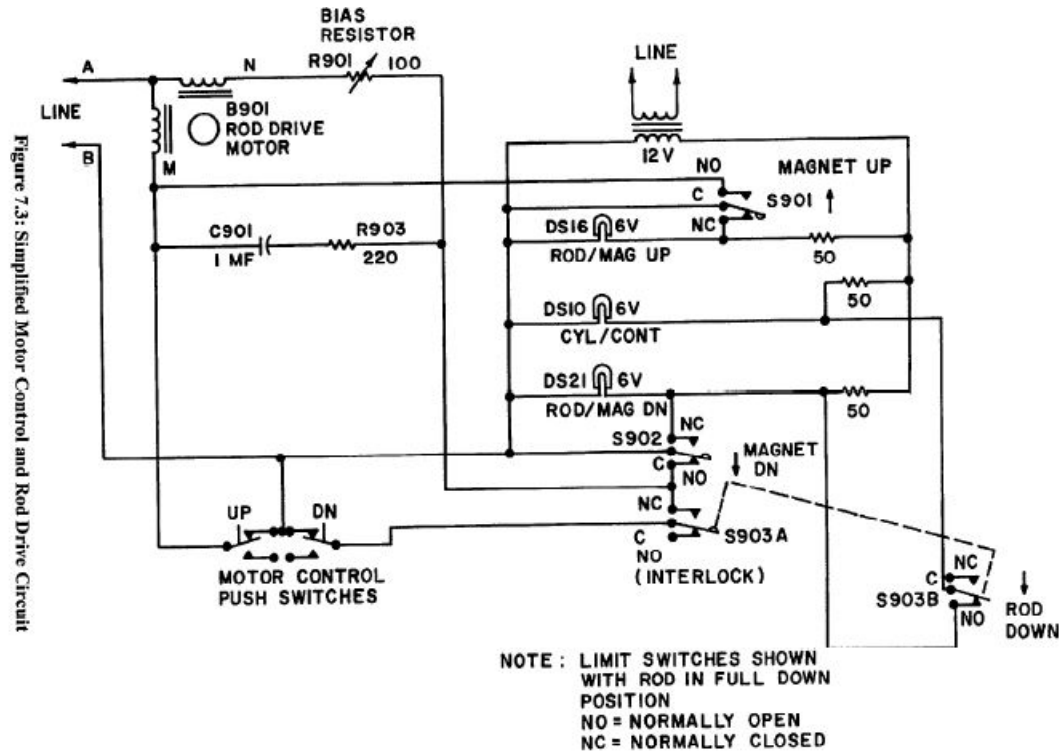 BIAS
RESISTOR
R901
100
A
N
LINE
B901
ROD DRIVE
MOTOR
B
M
LINE
12V
NO
MAGNET UP
C
S901
NC
DS16
6V
ROD/MAG UP
50
C901
1 MF
R903
220
50
DS10
6V
CYL/CONT
DS21
6V
ROD/MAG DN
50
NC
S902
C
NO
MAGNET
DN
NC
C
S903A
NO
(INTERLOCK)
UP
DN
MOTOR CONTROL
PUSH SWITCHES
NC
C
S903B
NO
ROD
DOWN
NOTE: LIMIT SWITCHES SHOWN
WITH ROD IN FULL DOWN
POSITION
NO = NORMALLY OPEN
NC = NORMALLY CLOSED
Figure 7.3: Simplified Motor Control and Rod Drive Circuit